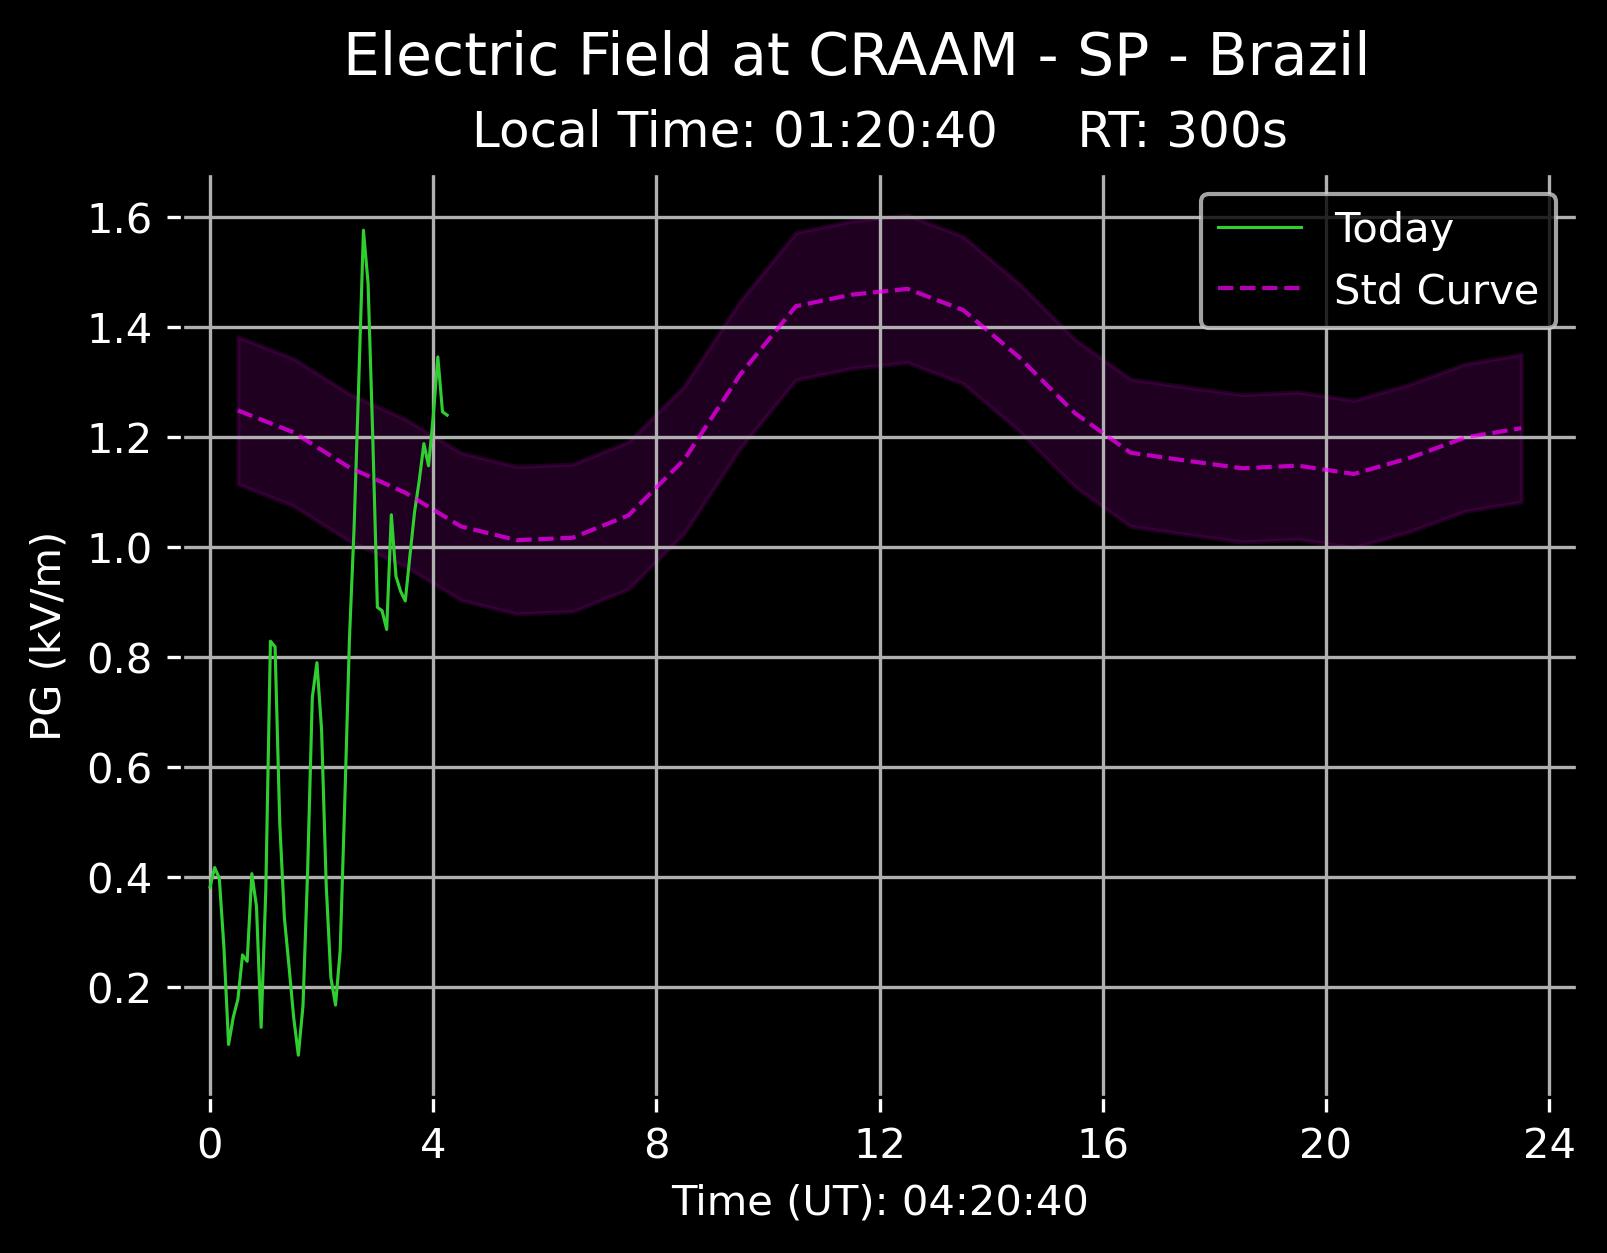 Electric Field at CRAAM - SP - Brazil
Local Time: 01:20:40 RT: 300s
Today
Std Curve
1.6
1.4
1.2
1.0
0.8
0.6
0.4
0.2
PG (kV/m)
0 4 8 12 16 20 24
Time (UT): 04:20:40